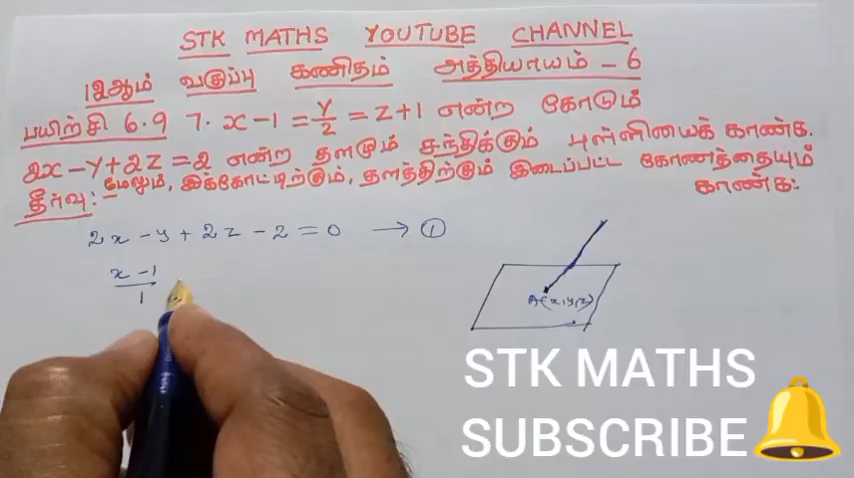 STK MATHS YOUTUBE CHANNEL
12ஆம் வகுப்பு கணிதம் அத்தியாயம் - 6
பயிற்சி 6.9 7. x-1 = y/2 = z+1 என்ற கோடும்
2x-y+2z=2 என்ற தளமும் சந்திக்கும் புள்ளியைக் காண்க.
மேலும், இக்கோட்டிற்கும், தளத்திற்கும் இடைப்பட்ட கோணத்தையும் காண்க:
தீர்வு:-
2x-y+2z-2=0 → ①
x-1/1
A(x,y,z)
STK MATHS
SUBSCRIBE